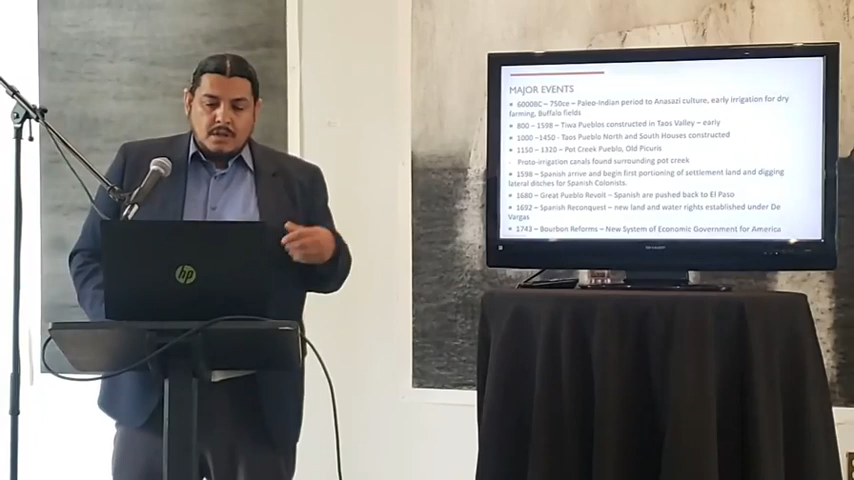 MAJOR EVENTS
6000BC – 750ce – Paleo-Indian period to Anasazi culture, early irrigation for dry
farming, Buffalo fields
800 – 1598 – Tiwa Pueblos constructed in Taos Valley – early
1000 –1450 – Taos Pueblo North and South Houses constructed
1150 – 1320 – Pot Creek Pueblo, Old Picuris
Proto-irrigation canals found surrounding pot creek
1598 – Spanish arrive and begin first portioning of settlement land and digging
lateral ditches for Spanish Colonists.
1680 – Great Pueblo Revolt – Spanish are pushed back to El Paso
1692 – Spanish Reconquest – new land and water rights established under De
Vargas
1743 – Bourbon Reforms – New System of Economic Government for America
SHARP
hp